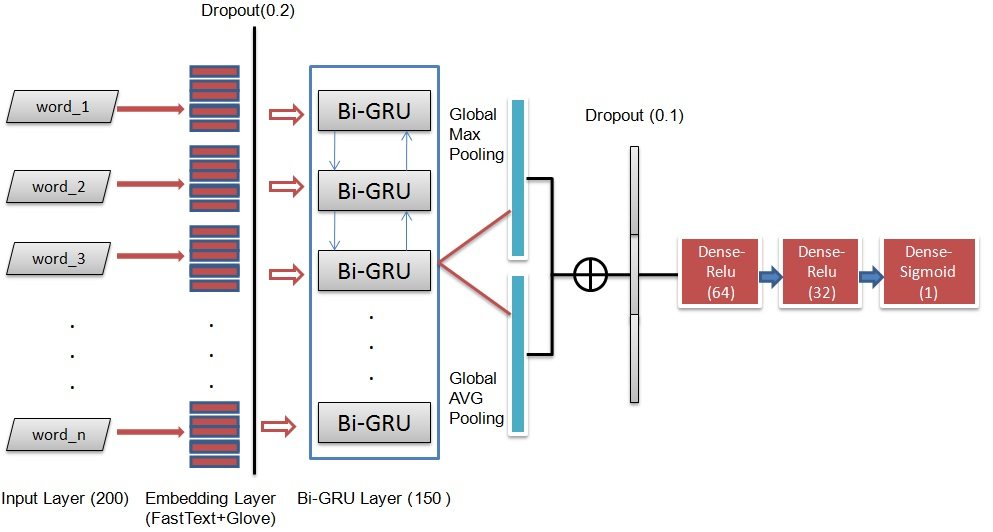 Dropout(0.2)
word_1
word_2
word_3
word_n
Bi-GRU
Bi-GRU
Bi-GRU
Bi-GRU
Global
Max
Pooling
Global
AVG
Pooling
Dropout (0.1)
Dense-
Relu
(64)
Dense-
Relu
(32)
Dense-
Sigmoid
(1)
Input Layer (200)
Embedding Layer
(FastText+Glove)
Bi-GRU Layer (150 )